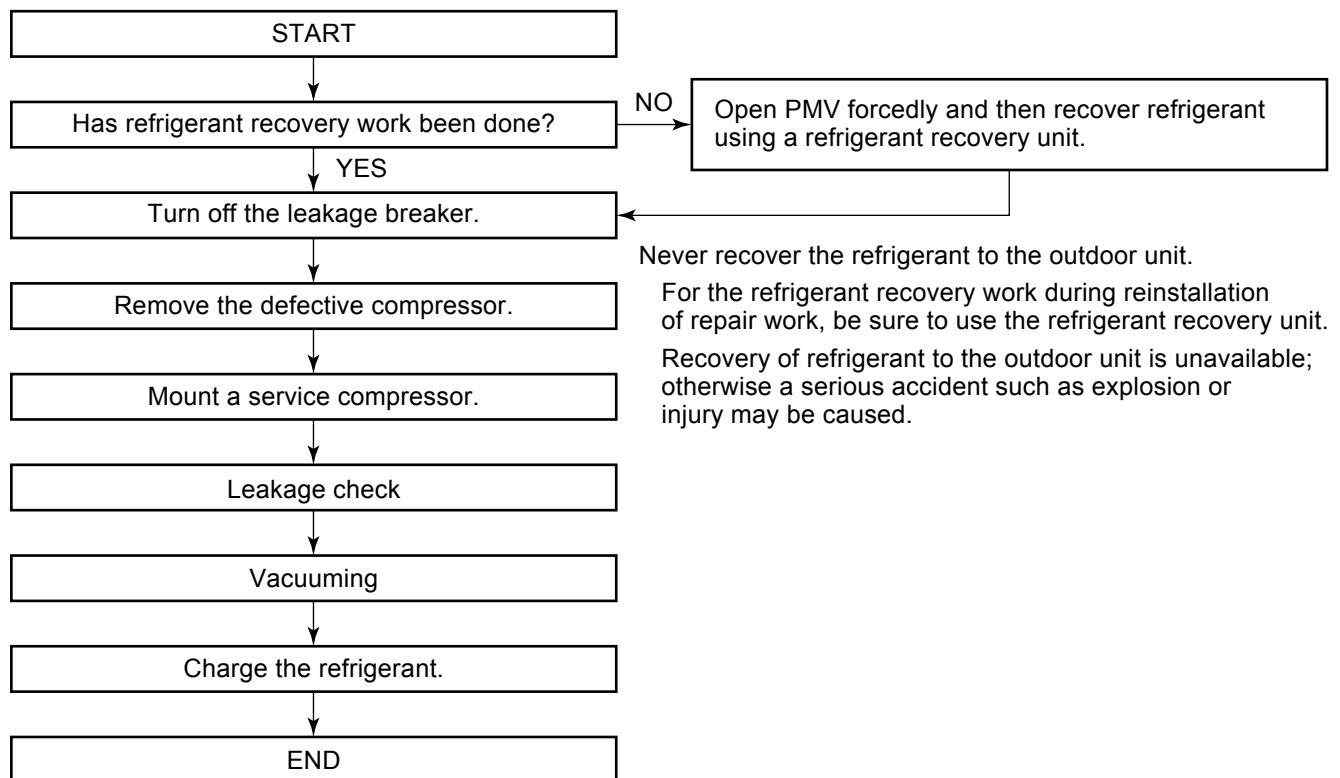 START
Has refrigerant recovery work been done?
NO
Open PMV forcedly and then recover refrigerant
using a refrigerant recovery unit.
YES
Turn off the leakage breaker.
Never recover the refrigerant to the outdoor unit.
For the refrigerant recovery work during reinstallation
of repair work, be sure to use the refrigerant recovery unit.
Recovery of refrigerant to the outdoor unit is unavailable;
otherwise a serious accident such as explosion or
injury may be caused.
Remove the defective compressor.
Mount a service compressor.
Leakage check
Vacuuming
Charge the refrigerant.
END